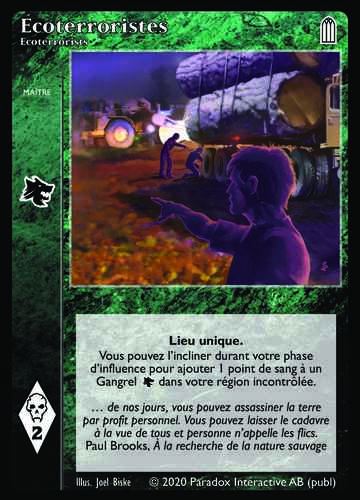 Ecoterroristes
Ecoterrorists
MAÎTRE
Lieu unique.
Vous pouvez l'incliner durant votre phase
d'influence pour ajouter 1 point de sang à un
Gangrel dans votre région incontrôlée.
... de nos jours, vous pouvez assassiner la terre
par profit personnel. Vous pouvez laisser le cadavre
à la vue de tous et personne n'appelle les flics.
Paul Brooks, À la recherche de la nature sauvage
2
Illus. Joel Biske © 2020 Paradox Interactive AB (publ)